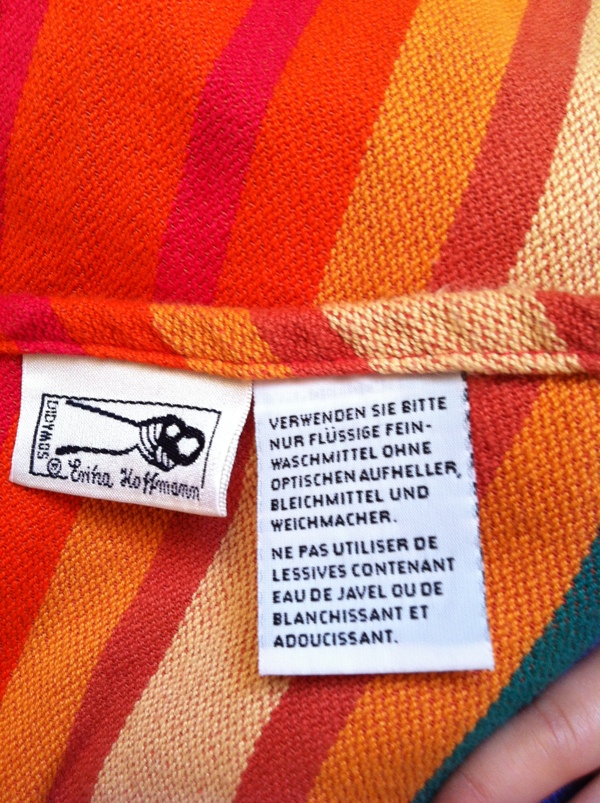 DIDYMOS
Erika Hoffmann
VERWENDEN SIE BITTE
NUR FLÜSSIGE FEIN-
WASCHMITTEL OHNE
OPTISCHEN AUFHELLER,
BLEICHMITTEL UND
WEICHMACHER.
NE PAS UTILISER DE
LESSIVES CONTENANT
EAU DE JAVEL OU DE
BLANCHISSANT ET
ADOUCISSANT.